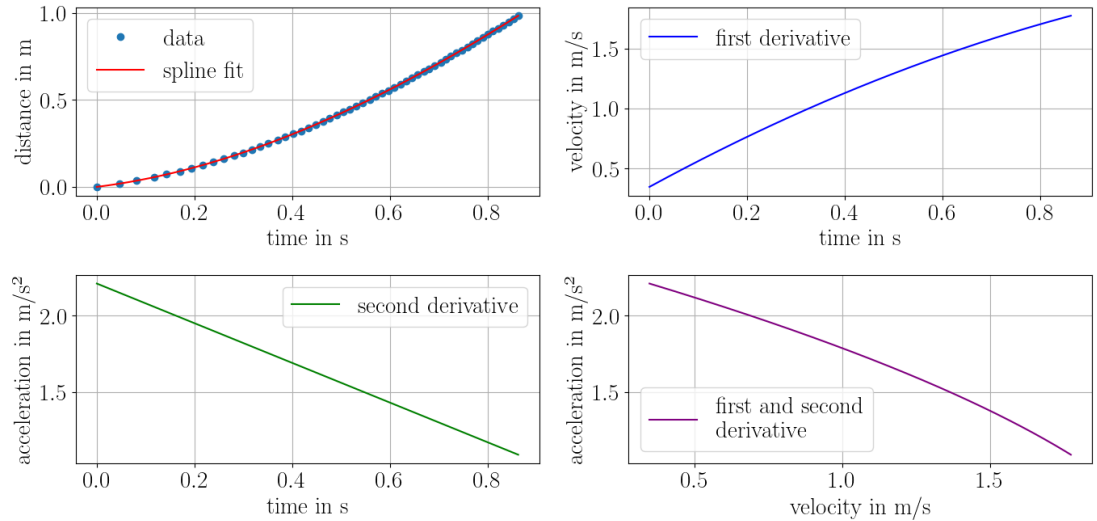 distance in m
1.0
0.5
0.0
data
spline fit
0.0
0.2
0.4
0.6
0.8
time in s
velocity in m/s
1.5
1.0
0.5
first derivative
0.0
0.2
0.4
0.6
0.8
time in s
acceleration in m/s²
2.0
1.5
second derivative
0.0
0.2
0.4
0.6
0.8
time in s
acceleration in m/s²
2.0
1.5
first and second
derivative
0.5
1.0
1.5
velocity in m/s